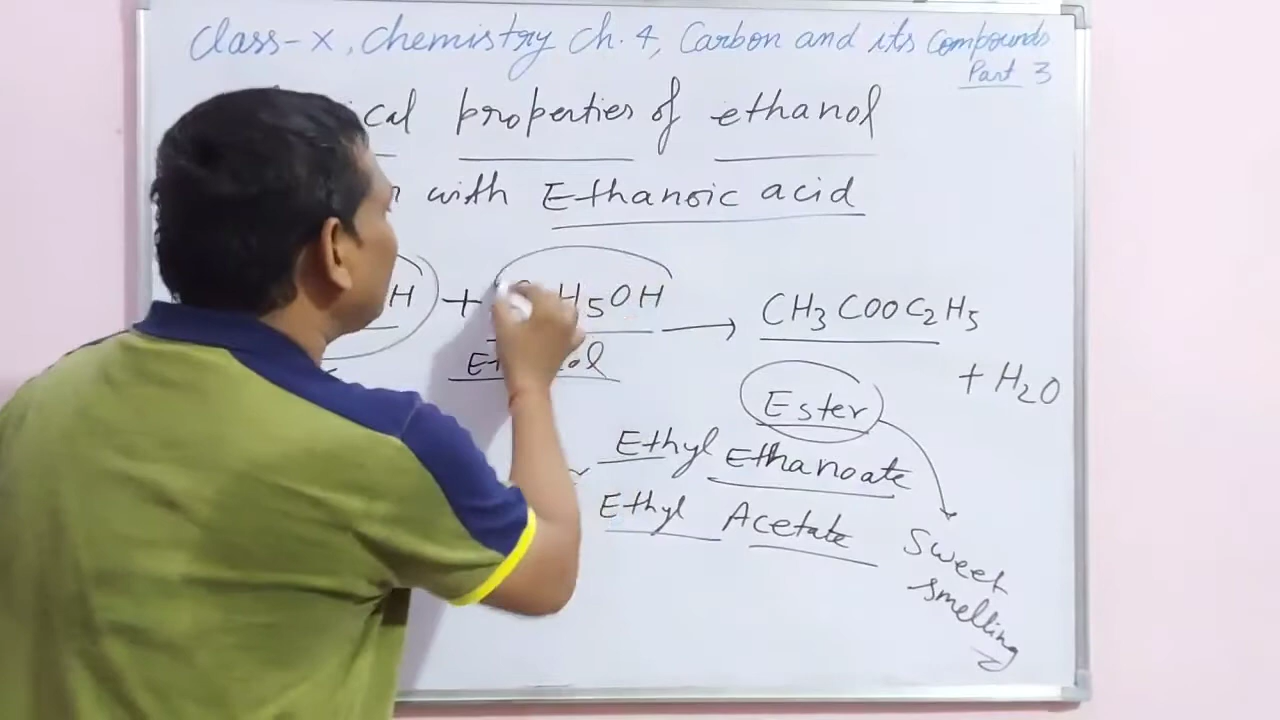 Class-X, Chemistry Ch. 4, Carbon and its Compounds
Part 3
cal properties of ethanol
with Ethanoic acid
H + H5OH → CH3COOC2H5
+ H2O
Ester
Ethyl Ethanoate
Ethyl Acetate
Sweet
smelling